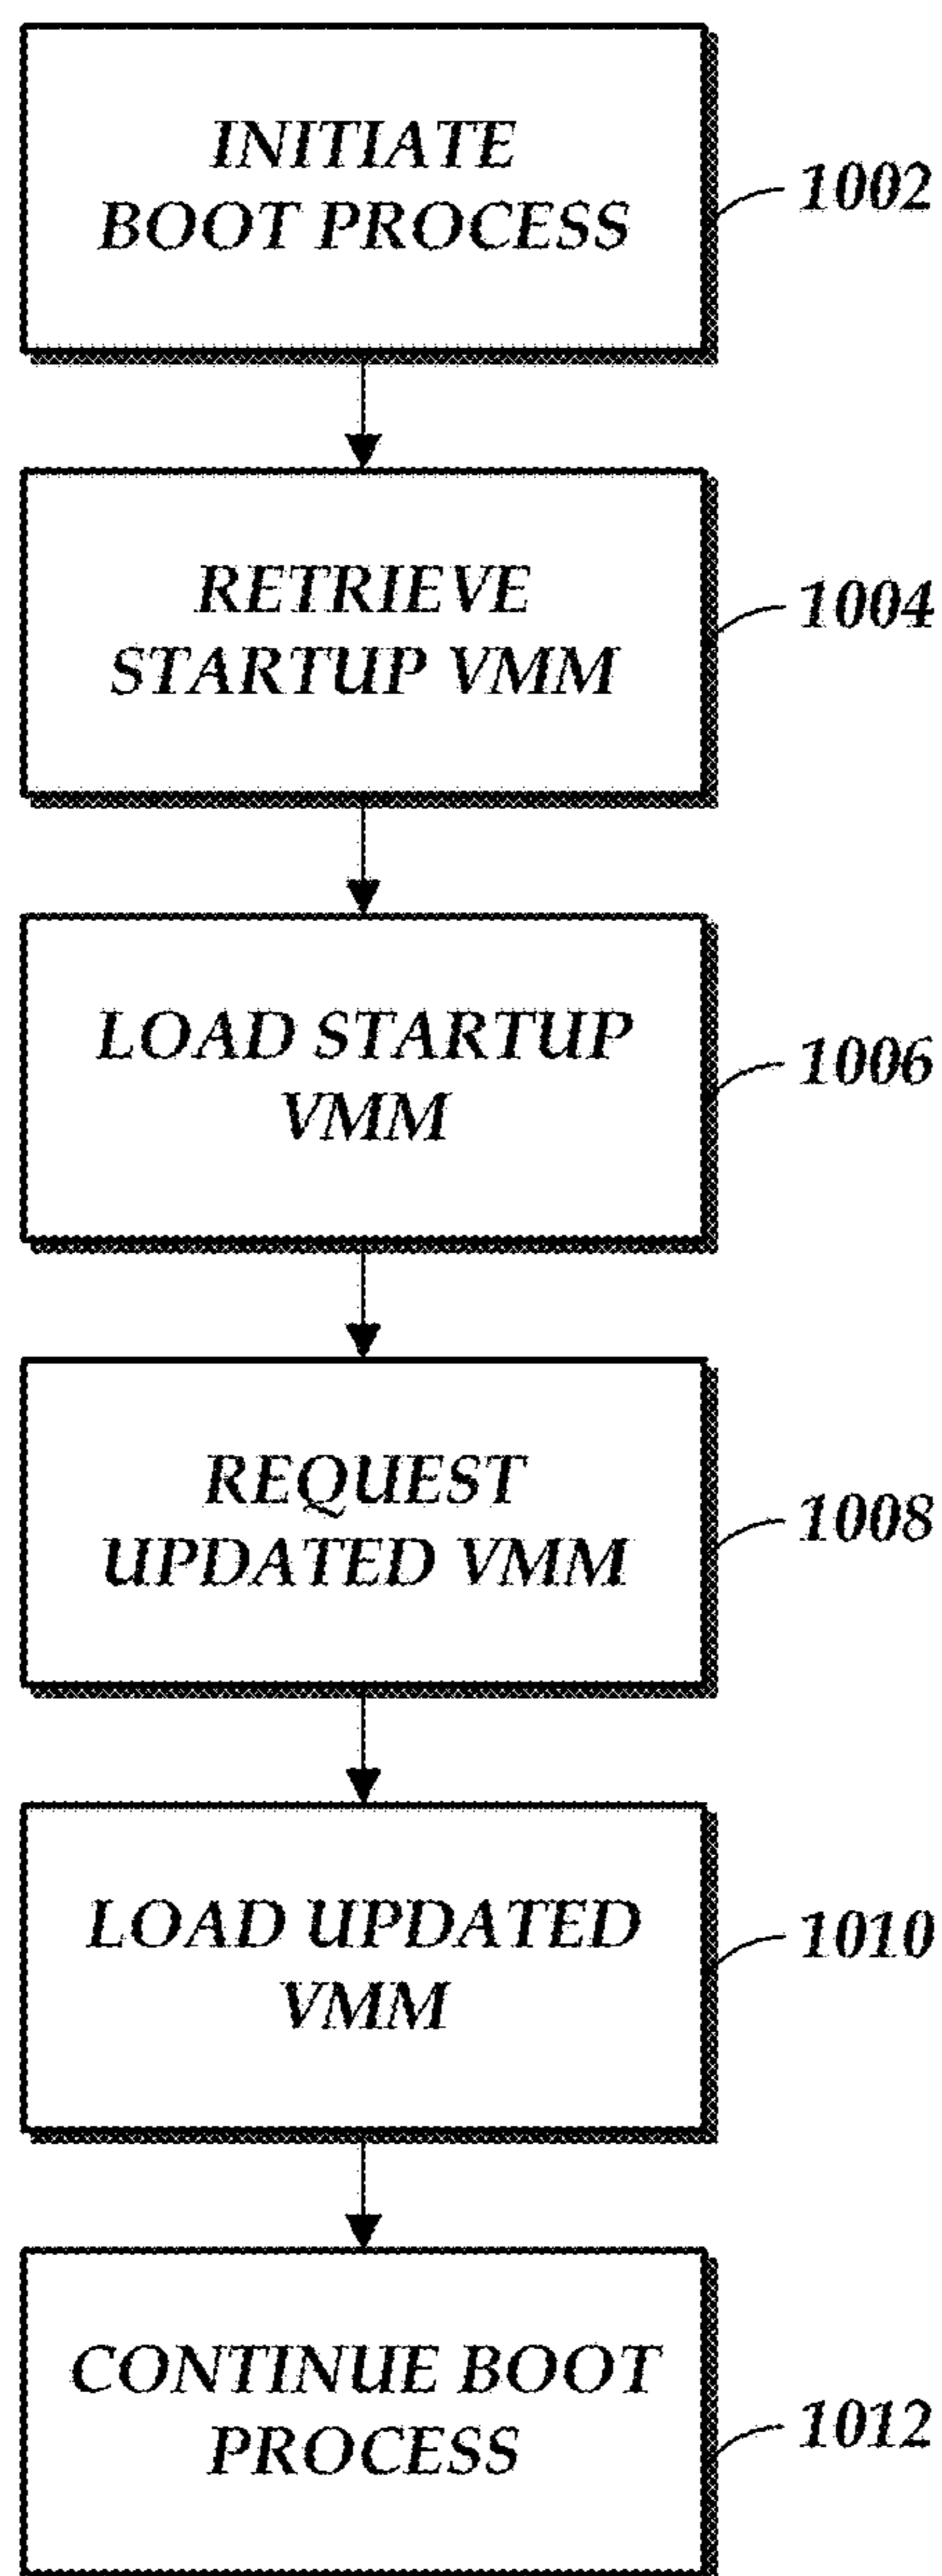 INITIATE
BOOT PROCESS
1002
RETRIEVE
STARTUP VMM
1004
LOAD STARTUP
VMM
1006
REQUEST
UPDATED VMM
1008
LOAD UPDATED
VMM
1010
CONTINUE BOOT
PROCESS
1012